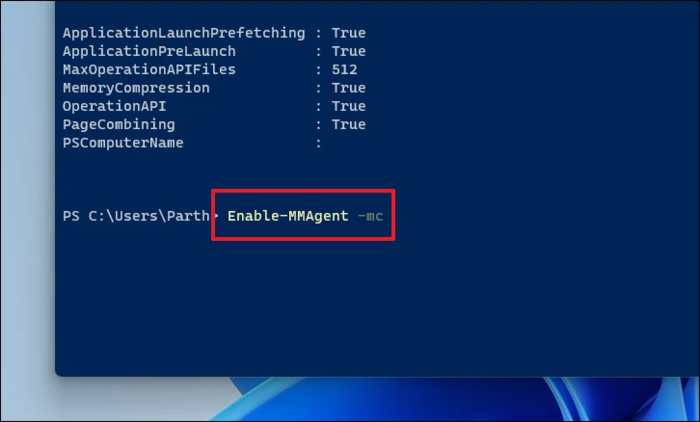 ApplicationLaunchPrefetching : True
ApplicationPreLaunch         : True
MaxOperationAPIFiles         : 512
MemoryCompression            : True
OperationAPI                 : True
PageCombining                : True
PSComputerName               :
PS C:\Users\Parth> Enable-MMAgent -mc